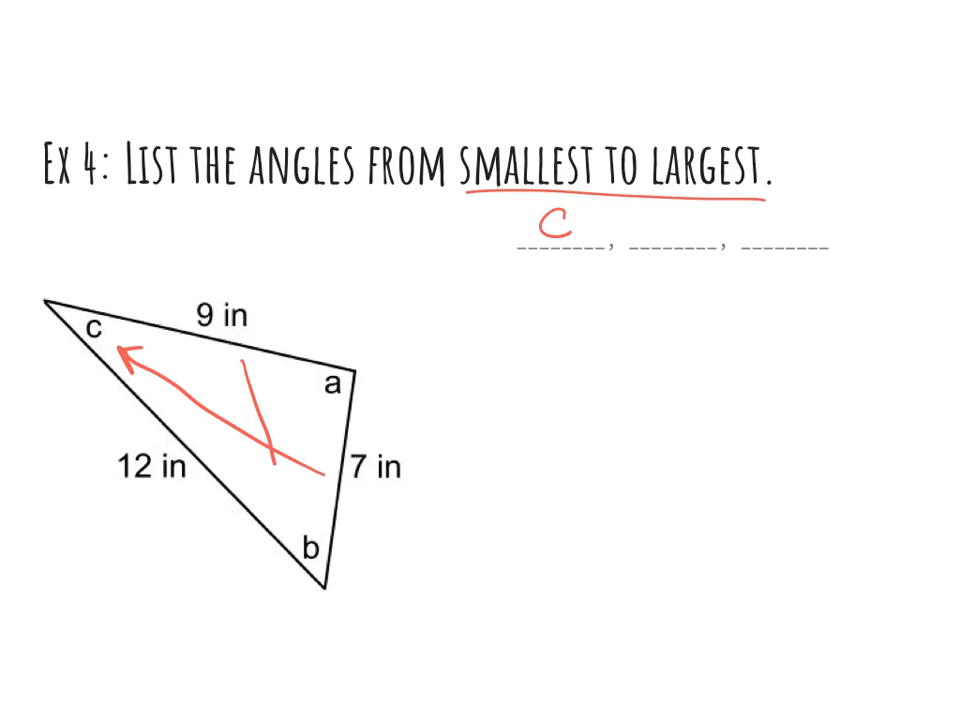 Ex 4: List the angles from smallest to largest.
C
________, ________, ________
9 in
c
a
12 in
7 in
b